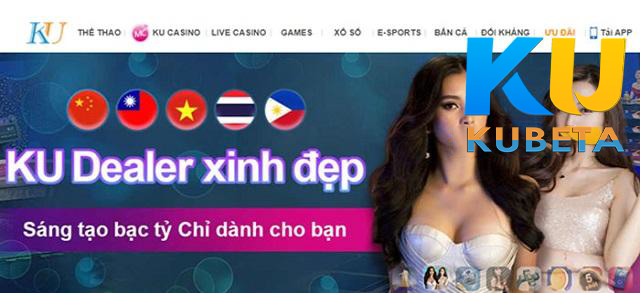 KU THỂ THAO KU CASINO LIVE CASINO GAMES XỔ SỐ E-SPORTS BẮN CÁ ĐỐI KHÁNG ƯU ĐÃI Tải APP
KU
KUBETA
KU Dealer xinh đẹp
Sáng tạo bạc tỷ Chỉ dành cho bạn